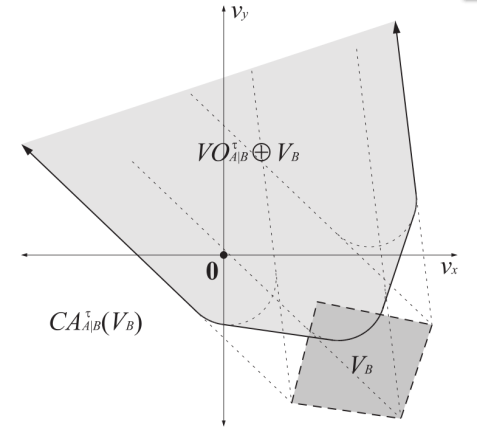 v_y
VO^τ_{A|B} ⊕ V_B
0
v_x
CA^τ_{A|B}(V_B)
V_B